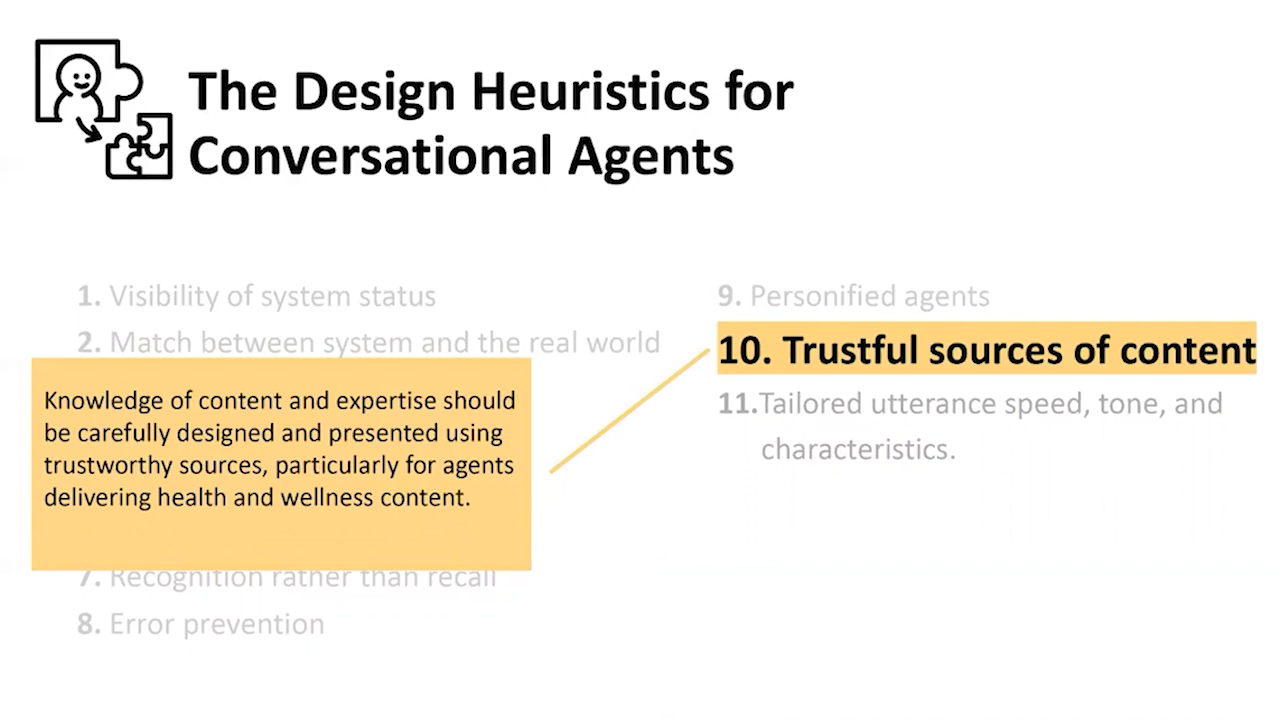 The Design Heuristics for
Conversational Agents
1. Visibility of system status
2. Match between system and the real world
Knowledge of content and expertise should
be carefully designed and presented using
trustworthy sources, particularly for agents
delivering health and wellness content.
7. Recognition rather than recall
8. Error prevention
9. Personified agents
10. Trustful sources of content
11.Tailored utterance speed, tone, and
characteristics.